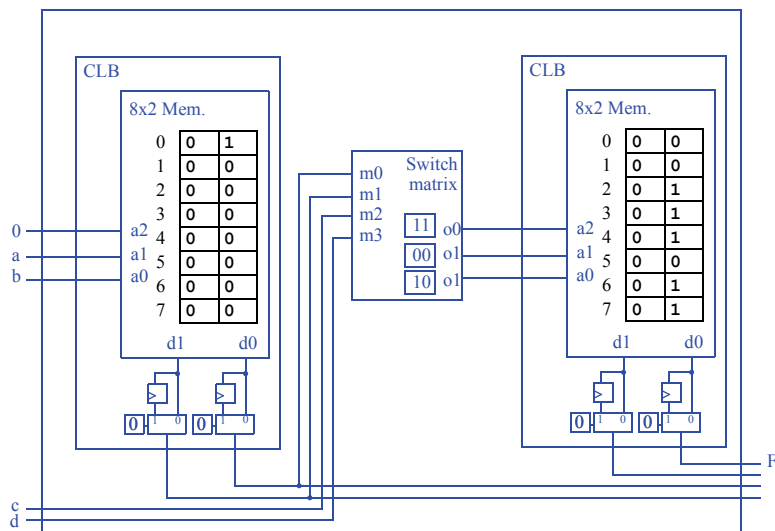 CLB
8x2 Mem.
0 0 1
1 0 0
2 0 0
3 0 0
4 0 0
5 0 0
6 0 0
7 0 0
0 a2
a a1
b a0
d1 d0
0 1 0 0 1 0
Switch
matrix
m0
m1
m2
m3
11 o0
00 o1
10 o1
CLB
8x2 Mem.
0 0 0
1 0 0
2 0 1
3 0 1
4 0 1
5 0 0
6 0 1
7 0 1
a2
a1
a0
d1 d0
0 1 0 0 1 0
F
c
d